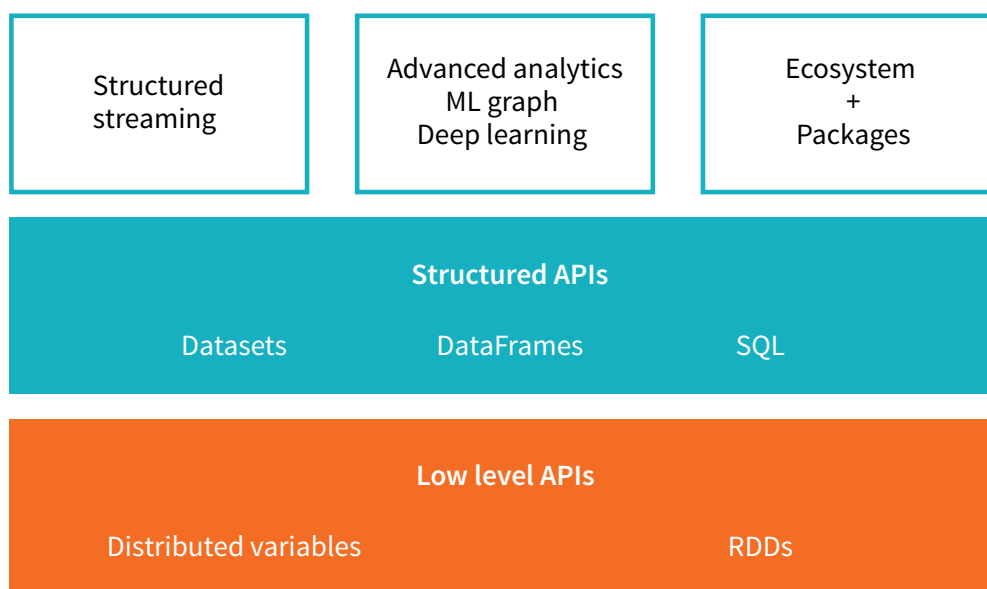 Structured
streaming
Advanced analytics
ML graph
Deep learning
Ecosystem
+
Packages
Structured APIs
Datasets DataFrames SQL
Low level APIs
Distributed variables RDDs